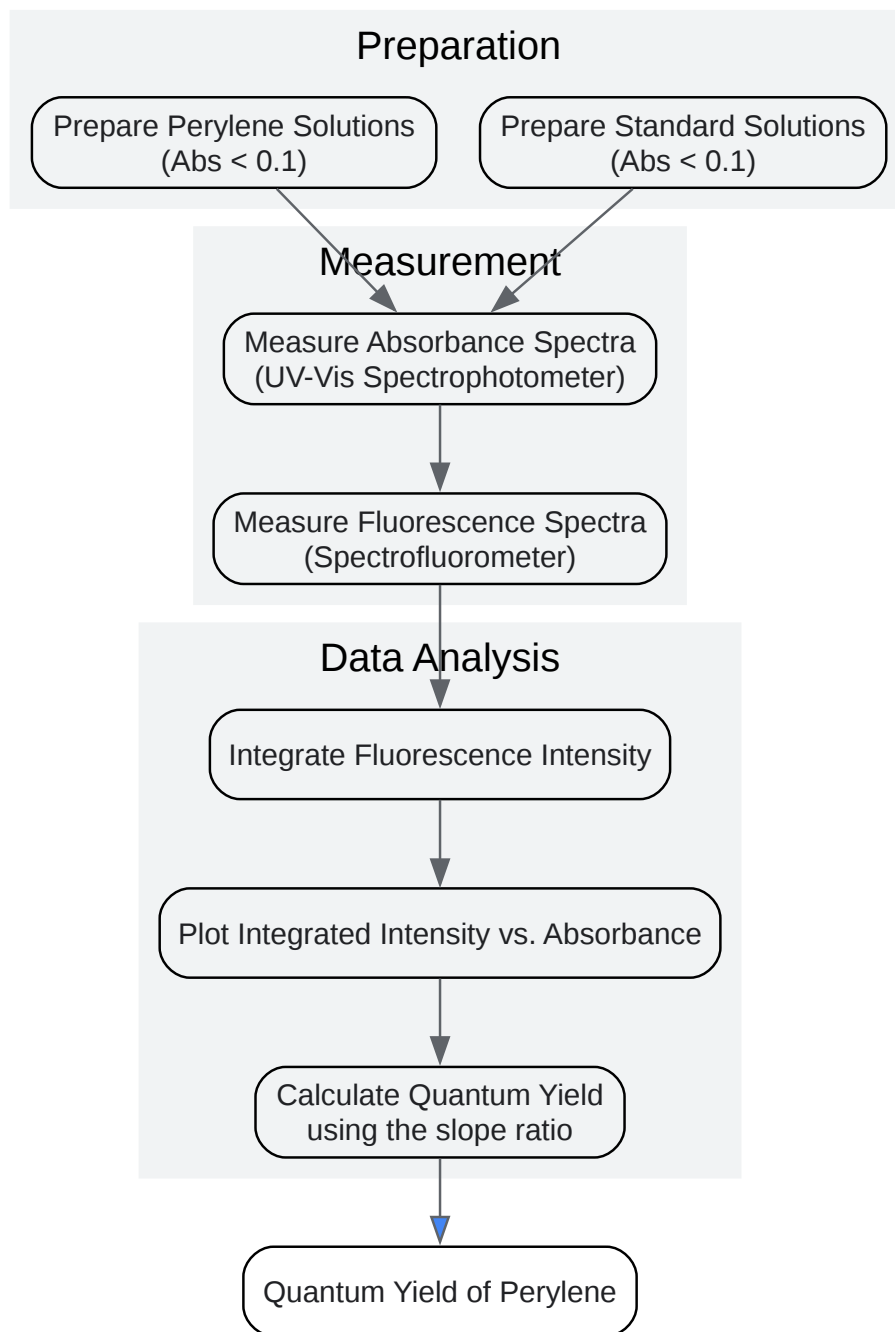 Preparation
Prepare Perylene Solutions
(Abs < 0.1)
Prepare Standard Solutions
(Abs < 0.1)
Measurement
Measure Absorbance Spectra
(UV-Vis Spectrophotometer)
Measure Fluorescence Spectra
(Spectrofluorometer)
Data Analysis
Integrate Fluorescence Intensity
Plot Integrated Intensity vs. Absorbance
Calculate Quantum Yield
using the slope ratio
Quantum Yield of Perylene